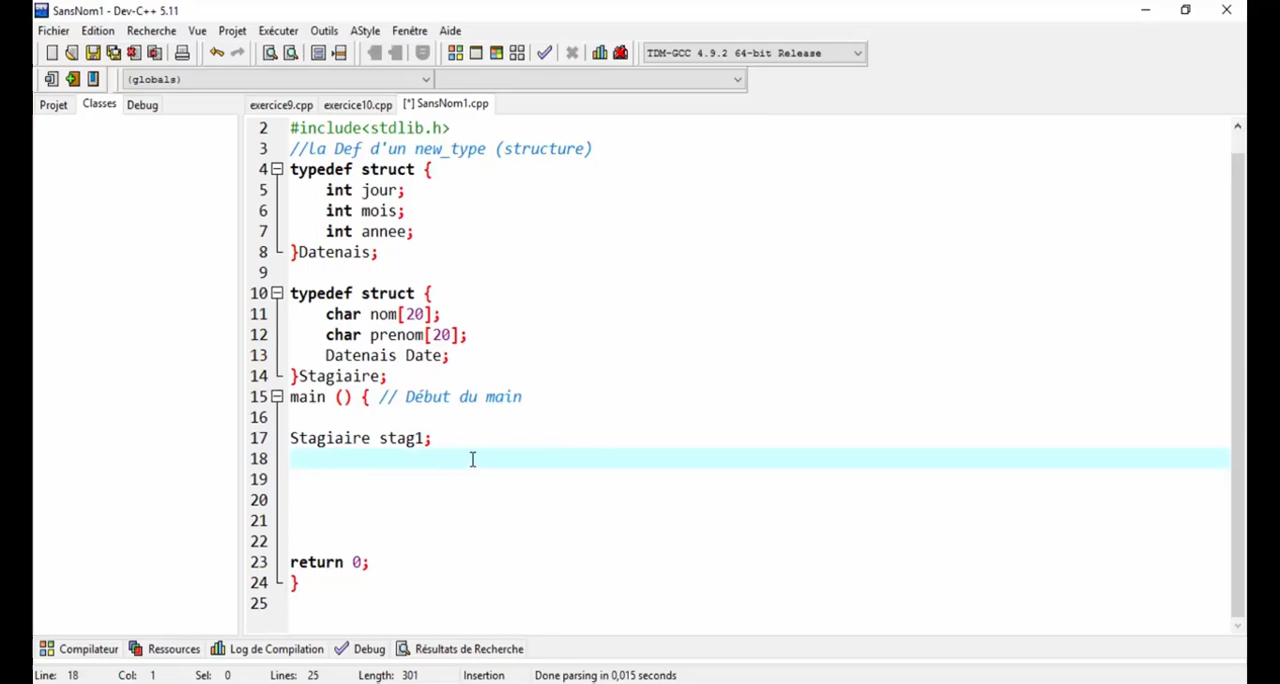 SansNom1 - Dev-C++ 5.11
Fichier Edition Recherche Vue Projet Exécuter Outils AStyle Fenêtre Aide
TDM-GCC 4.9.2 64-bit Release
(globals)
Projet Classes Debug exercice9.cpp exercice10.cpp [*] SansNom1.cpp
2 #include<stdlib.h>
3 //la Def d'un new_type (structure)
4 typedef struct {
5 int jour;
6 int mois;
7 int annee;
8 }Datenais;
9
10 typedef struct {
11 char nom[20];
12 char prenom[20];
13 Datenais Date;
14 }Stagiaire;
15 main () { // Début du main
16
17 Stagiaire stag1;
18
19
20
21
22
23 return 0;
24 }
25
Compilateur Ressources Log de Compilation Debug Résultats de Recherche
Line: 18 Col: 1 Sel: 0 Lines: 25 Length: 301 Insertion Done parsing in 0,015 seconds